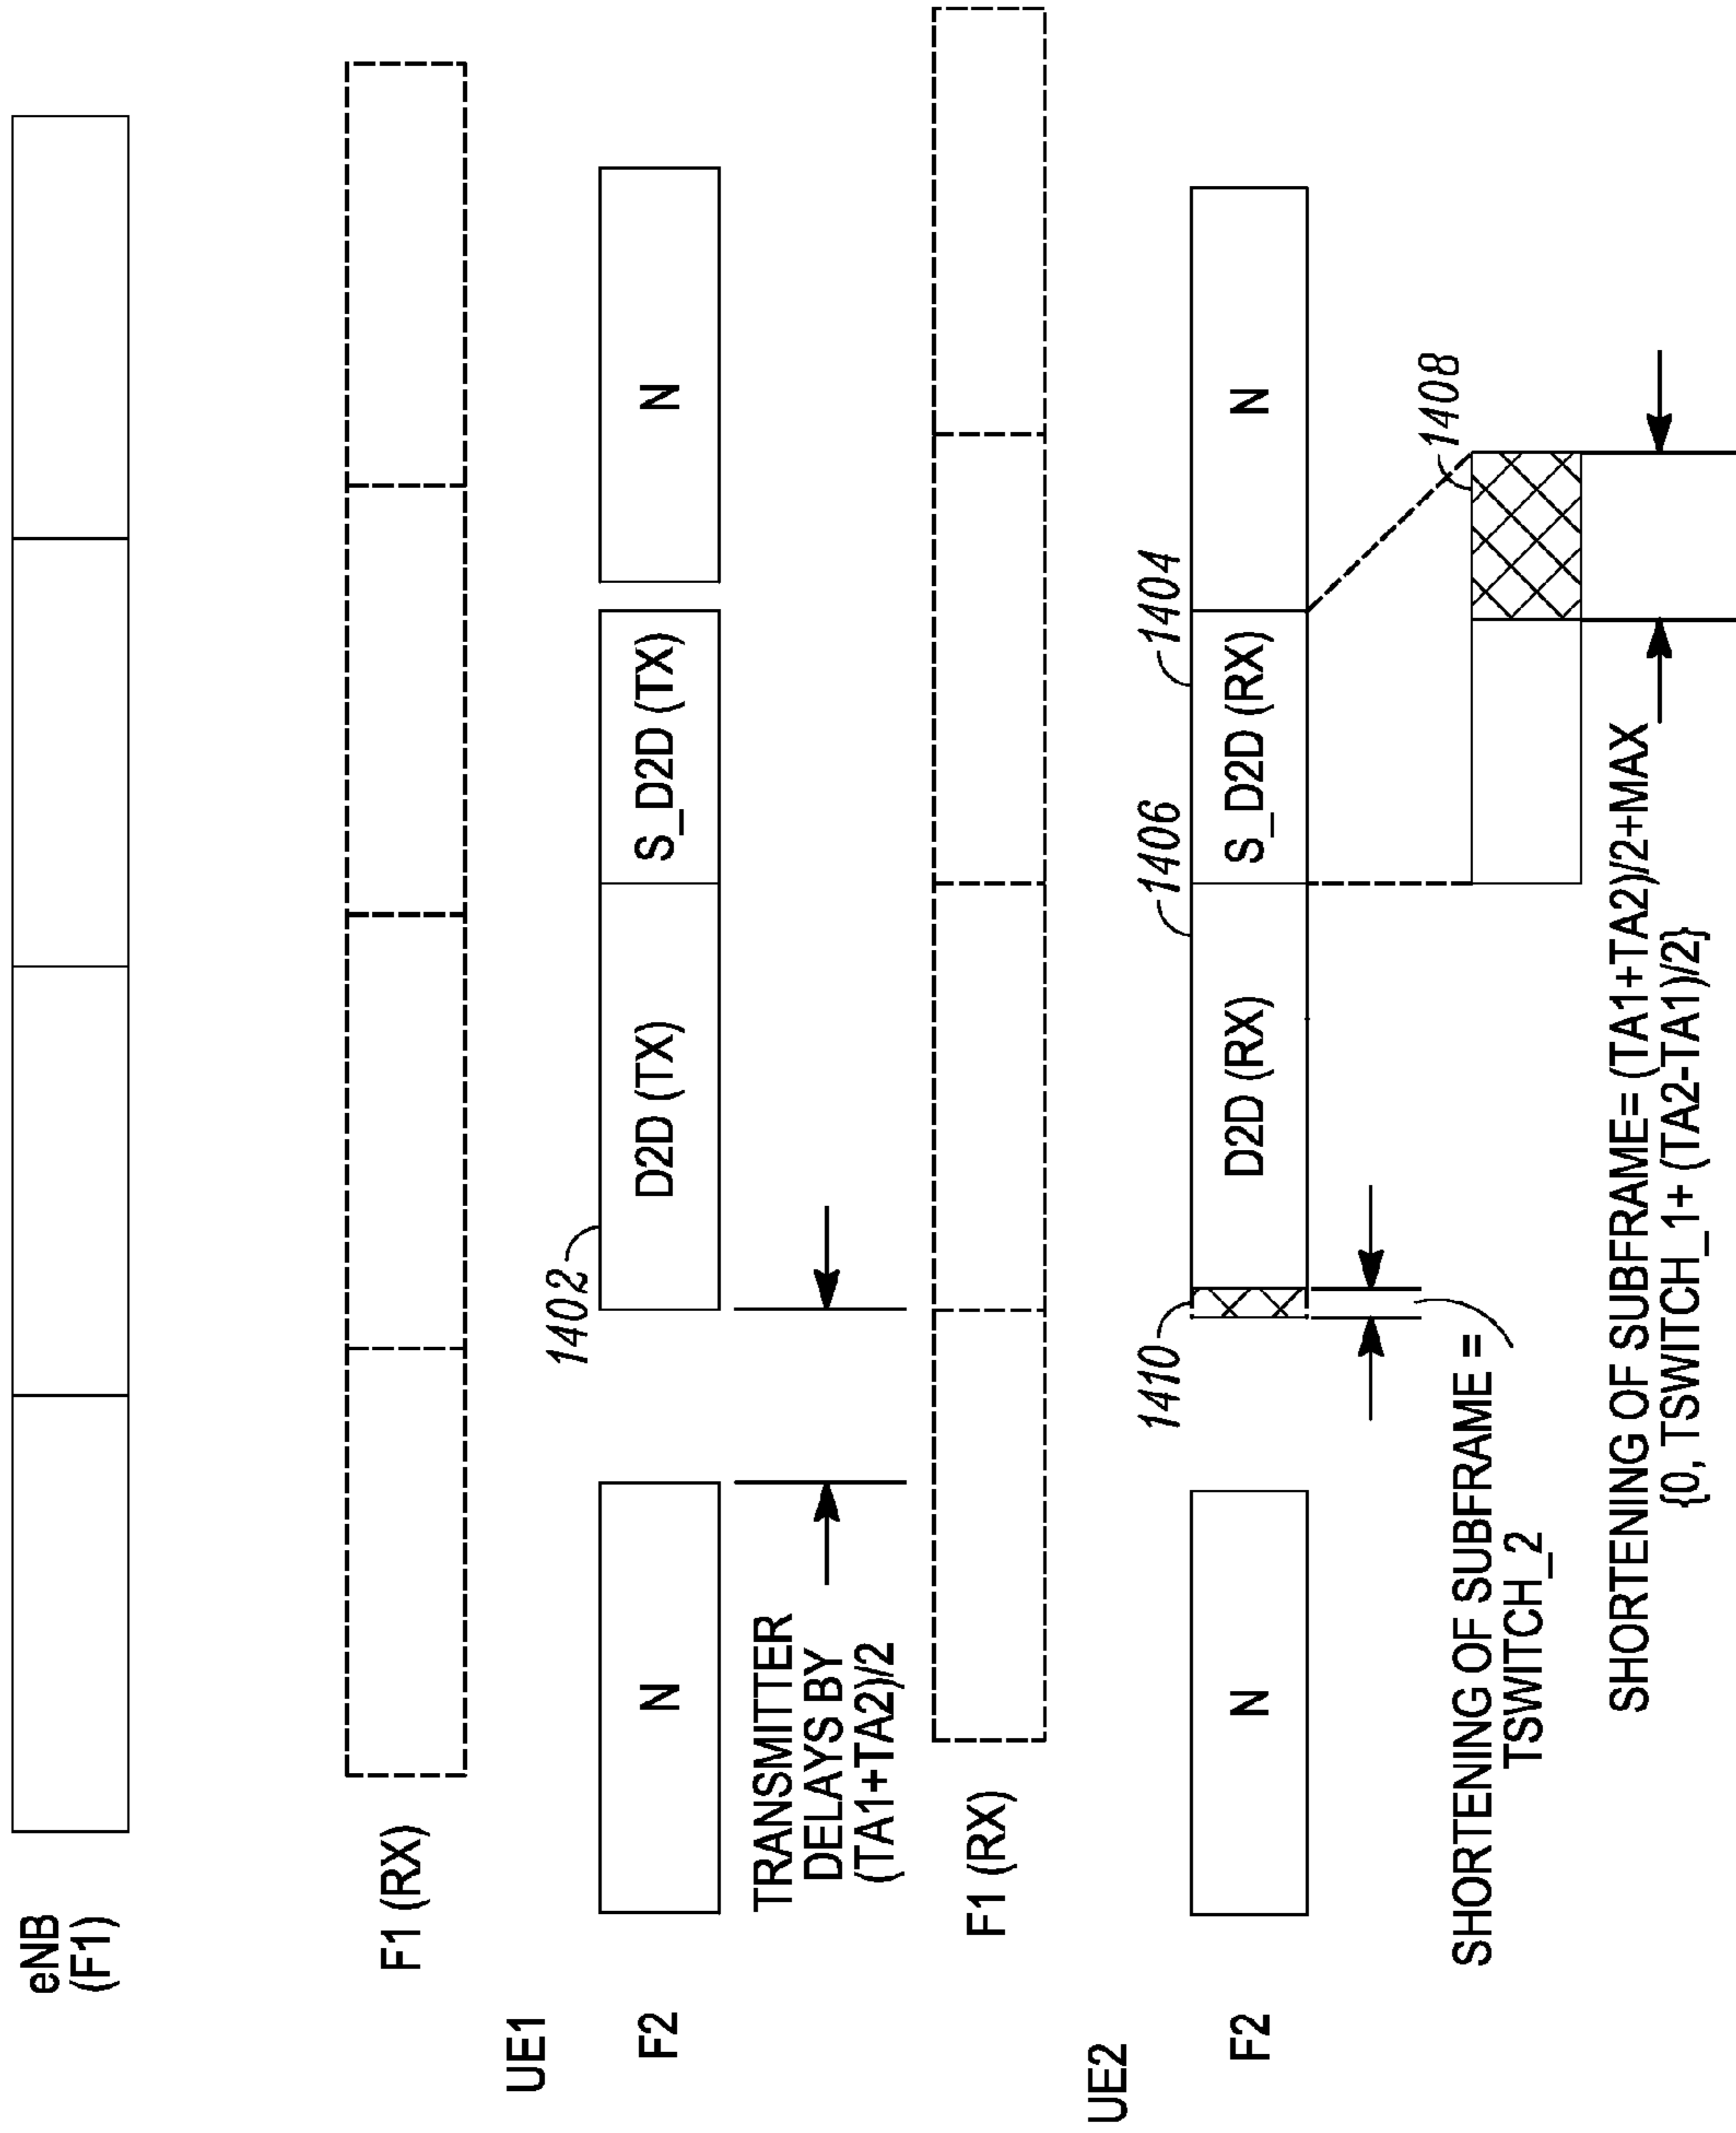 eNB
(F1)
F1 (RX)
UE1
1402
F2
N
D2D (TX)
S_D2D (TX)
N
TRANSMITTER
DELAYS BY
(TA1+TA2)/2
F1 (RX)
UE2
1410
1406
1404
F2
N
D2D (RX)
S_D2D (RX)
N
1408
SHORTENING OF SUBFRAME =
TSWITCH_2
SHORTENING OF SUBFRAME= (TA1+TA2)/2+MAX
{0, TSWITCH_1+ (TA2-TA1)/2}